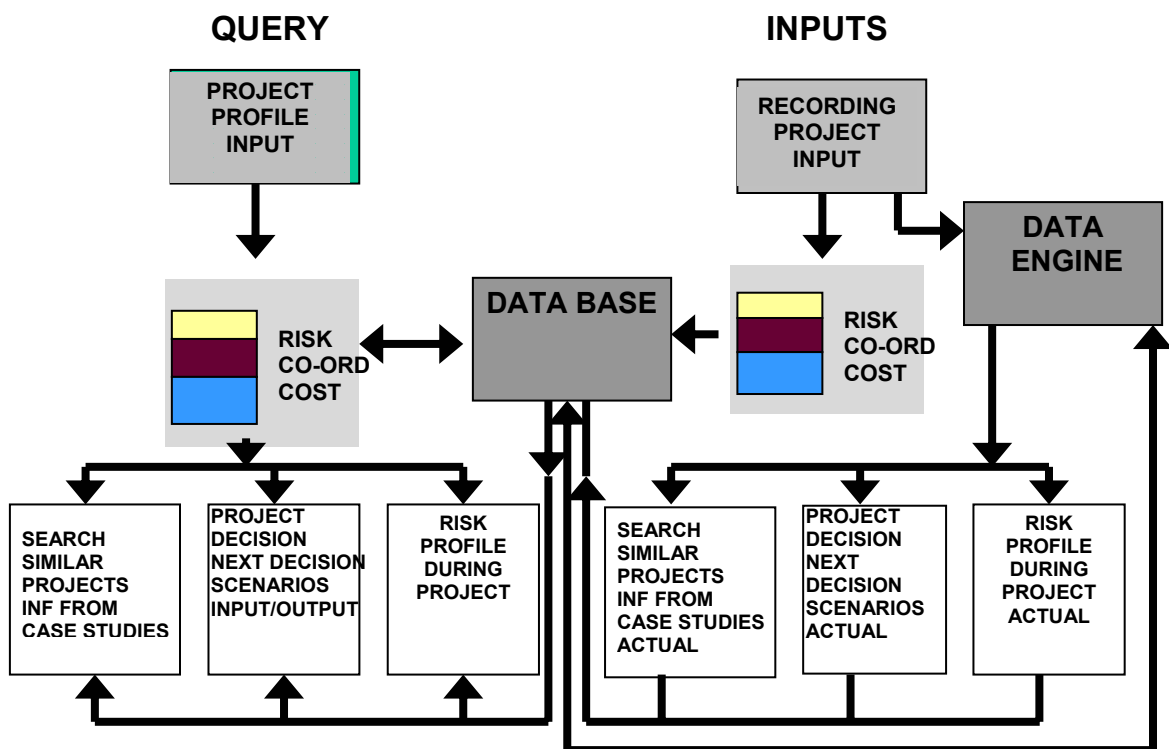 QUERY
INPUTS
PROJECT
PROFILE
INPUT
RECORDING
PROJECT
INPUT
DATA
ENGINE
DATA BASE
RISK
CO-ORD
COST
RISK
CO-ORD
COST
SEARCH
SIMILAR
PROJECTS
INF FROM
CASE STUDIES
PROJECT
DECISION
NEXT DECISION
SCENARIOS
INPUT/OUTPUT
RISK
PROFILE
DURING
PROJECT
SEARCH
SIMILAR
PROJECTS
INF FROM
CASE STUDIES
ACTUAL
PROJECT
DECISION
NEXT
DECISION
SCENARIOS
ACTUAL
RISK
PROFILE
DURING
PROJECT
ACTUAL